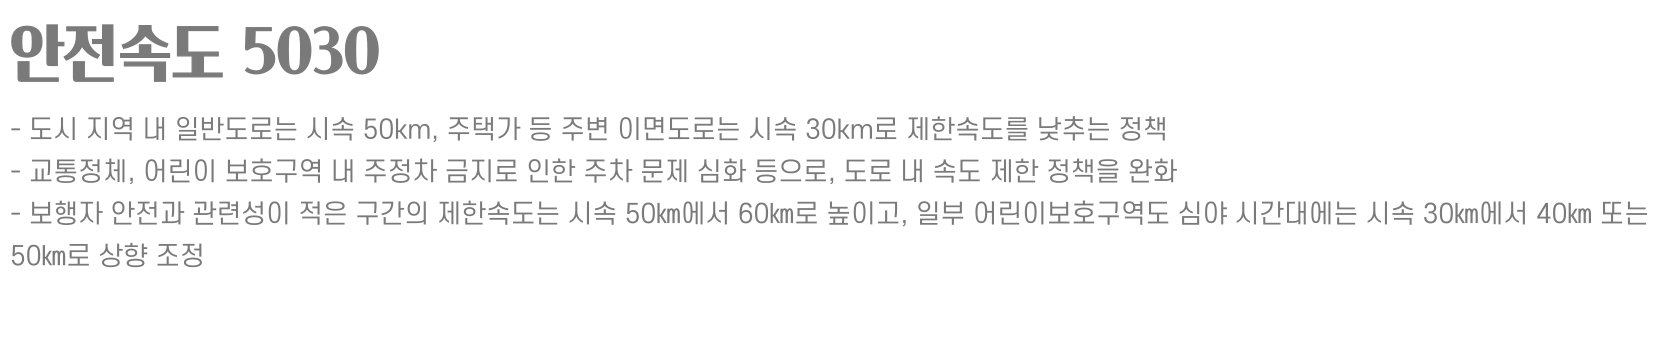 안전속도 5030
- 도시 지역 내 일반도로는 시속 50km, 주택가 등 주변 이면도로는 시속 30km로 제한속도를 낮추는 정책
- 교통정체, 어린이 보호구역 내 주정차 금지로 인한 주차 문제 심화 등으로, 도로 내 속도 제한 정책을 완화
- 보행자 안전과 관련성이 적은 구간의 제한속도는 시속 50㎞에서 60㎞로 높이고, 일부 어린이보호구역도 심야 시간대에는 시속 30㎞에서 40㎞ 또는
50㎞로 상향 조정